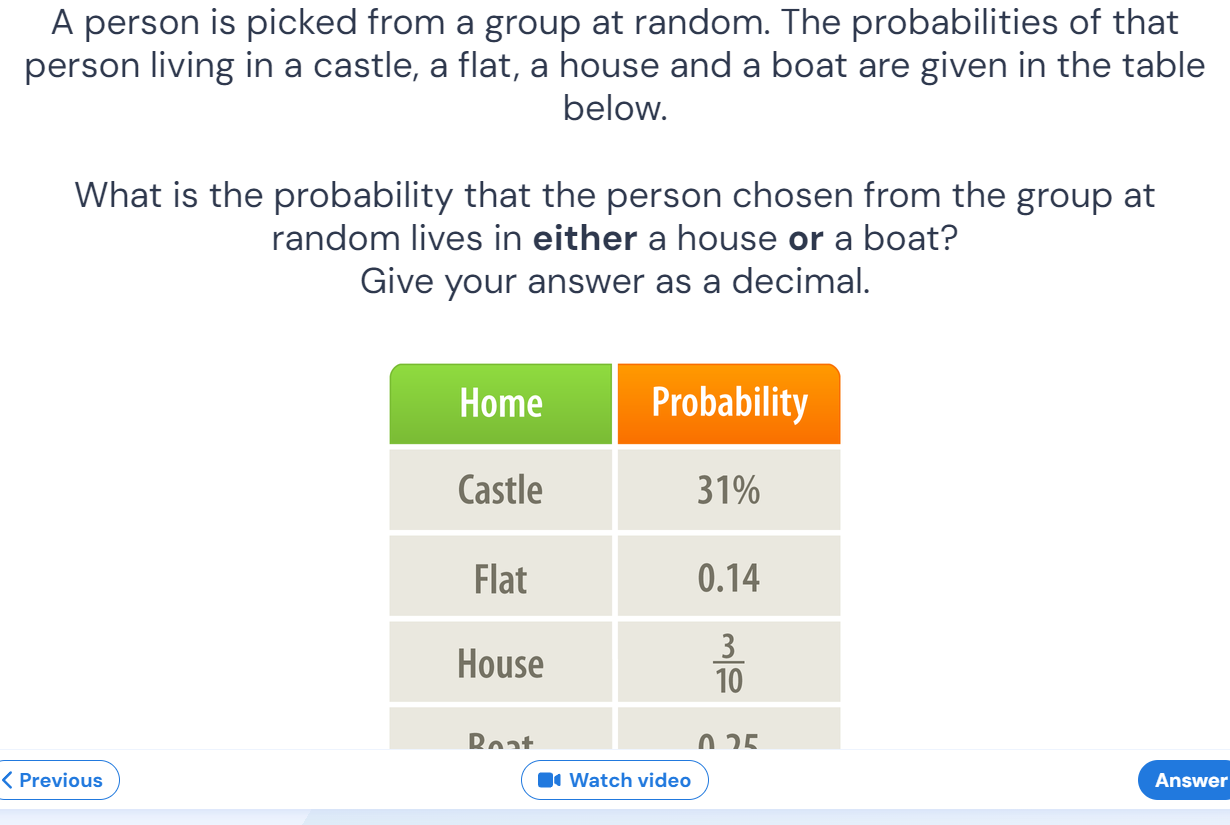 A person is picked from a group at random. The probabilities of that
person living in a castle, a flat, a house and a boat are given in the table
below.
What is the probability that the person chosen from the group at
random lives in either a house or a boat?
Give your answer as a decimal.
Home Probability
Castle 31%
Flat 0.14
House 3/10
Boat 0.25
Previous Watch video Answer